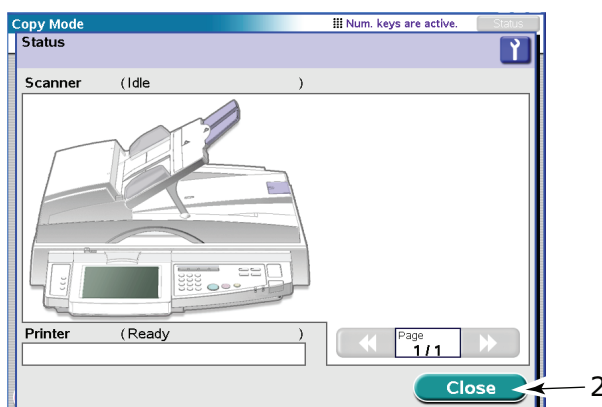 Copy Mode Num. keys are active. Status
Status
Scanner (Idle )
Printer (Ready )
Page
1/1
Close 2